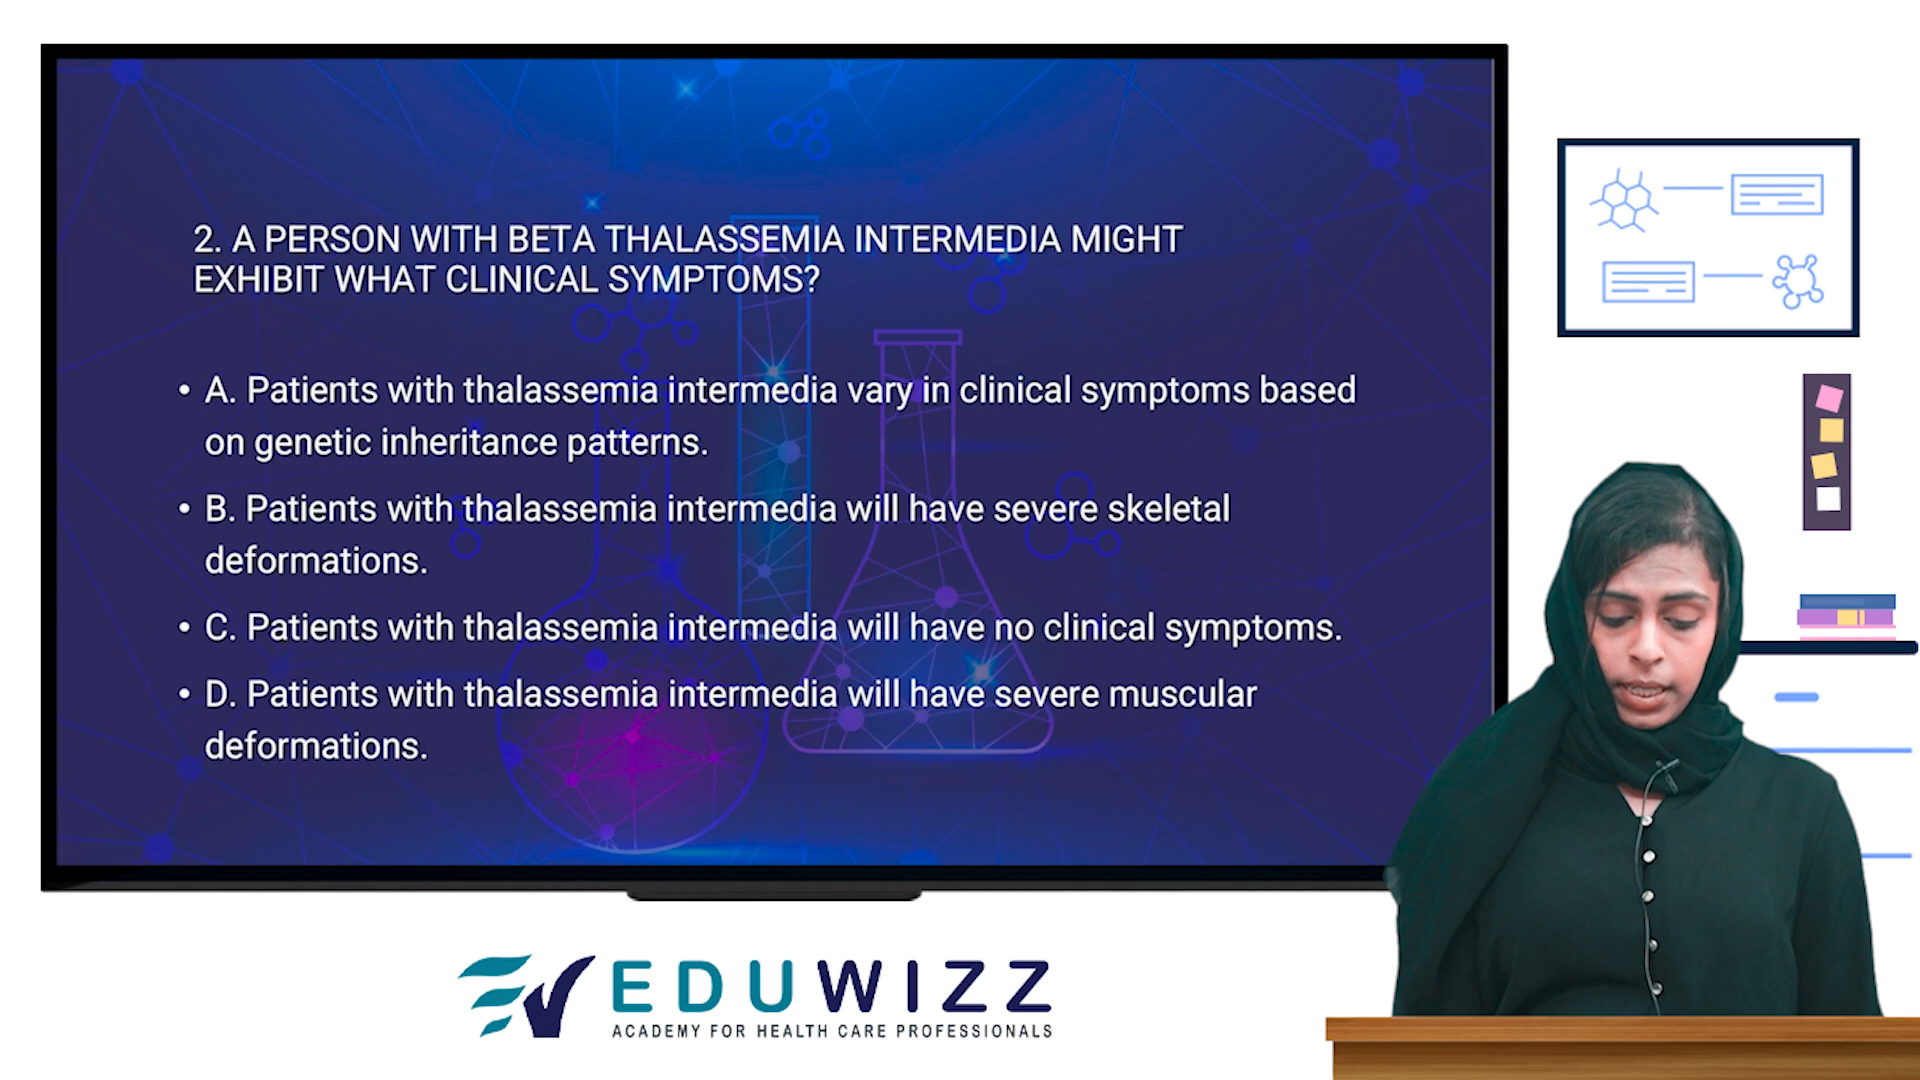 2. A PERSON WITH BETA THALASSEMIA INTERMEDIA MIGHT
EXHIBIT WHAT CLINICAL SYMPTOMS?
• A. Patients with thalassemia intermedia vary in clinical symptoms based
on genetic inheritance patterns.
• B. Patients with thalassemia intermedia will have severe skeletal
deformations.
• C. Patients with thalassemia intermedia will have no clinical symptoms.
• D. Patients with thalassemia intermedia will have severe muscular
deformations.
EDUWIZZ
ACADEMY FOR HEALTH CARE PROFESSIONALS